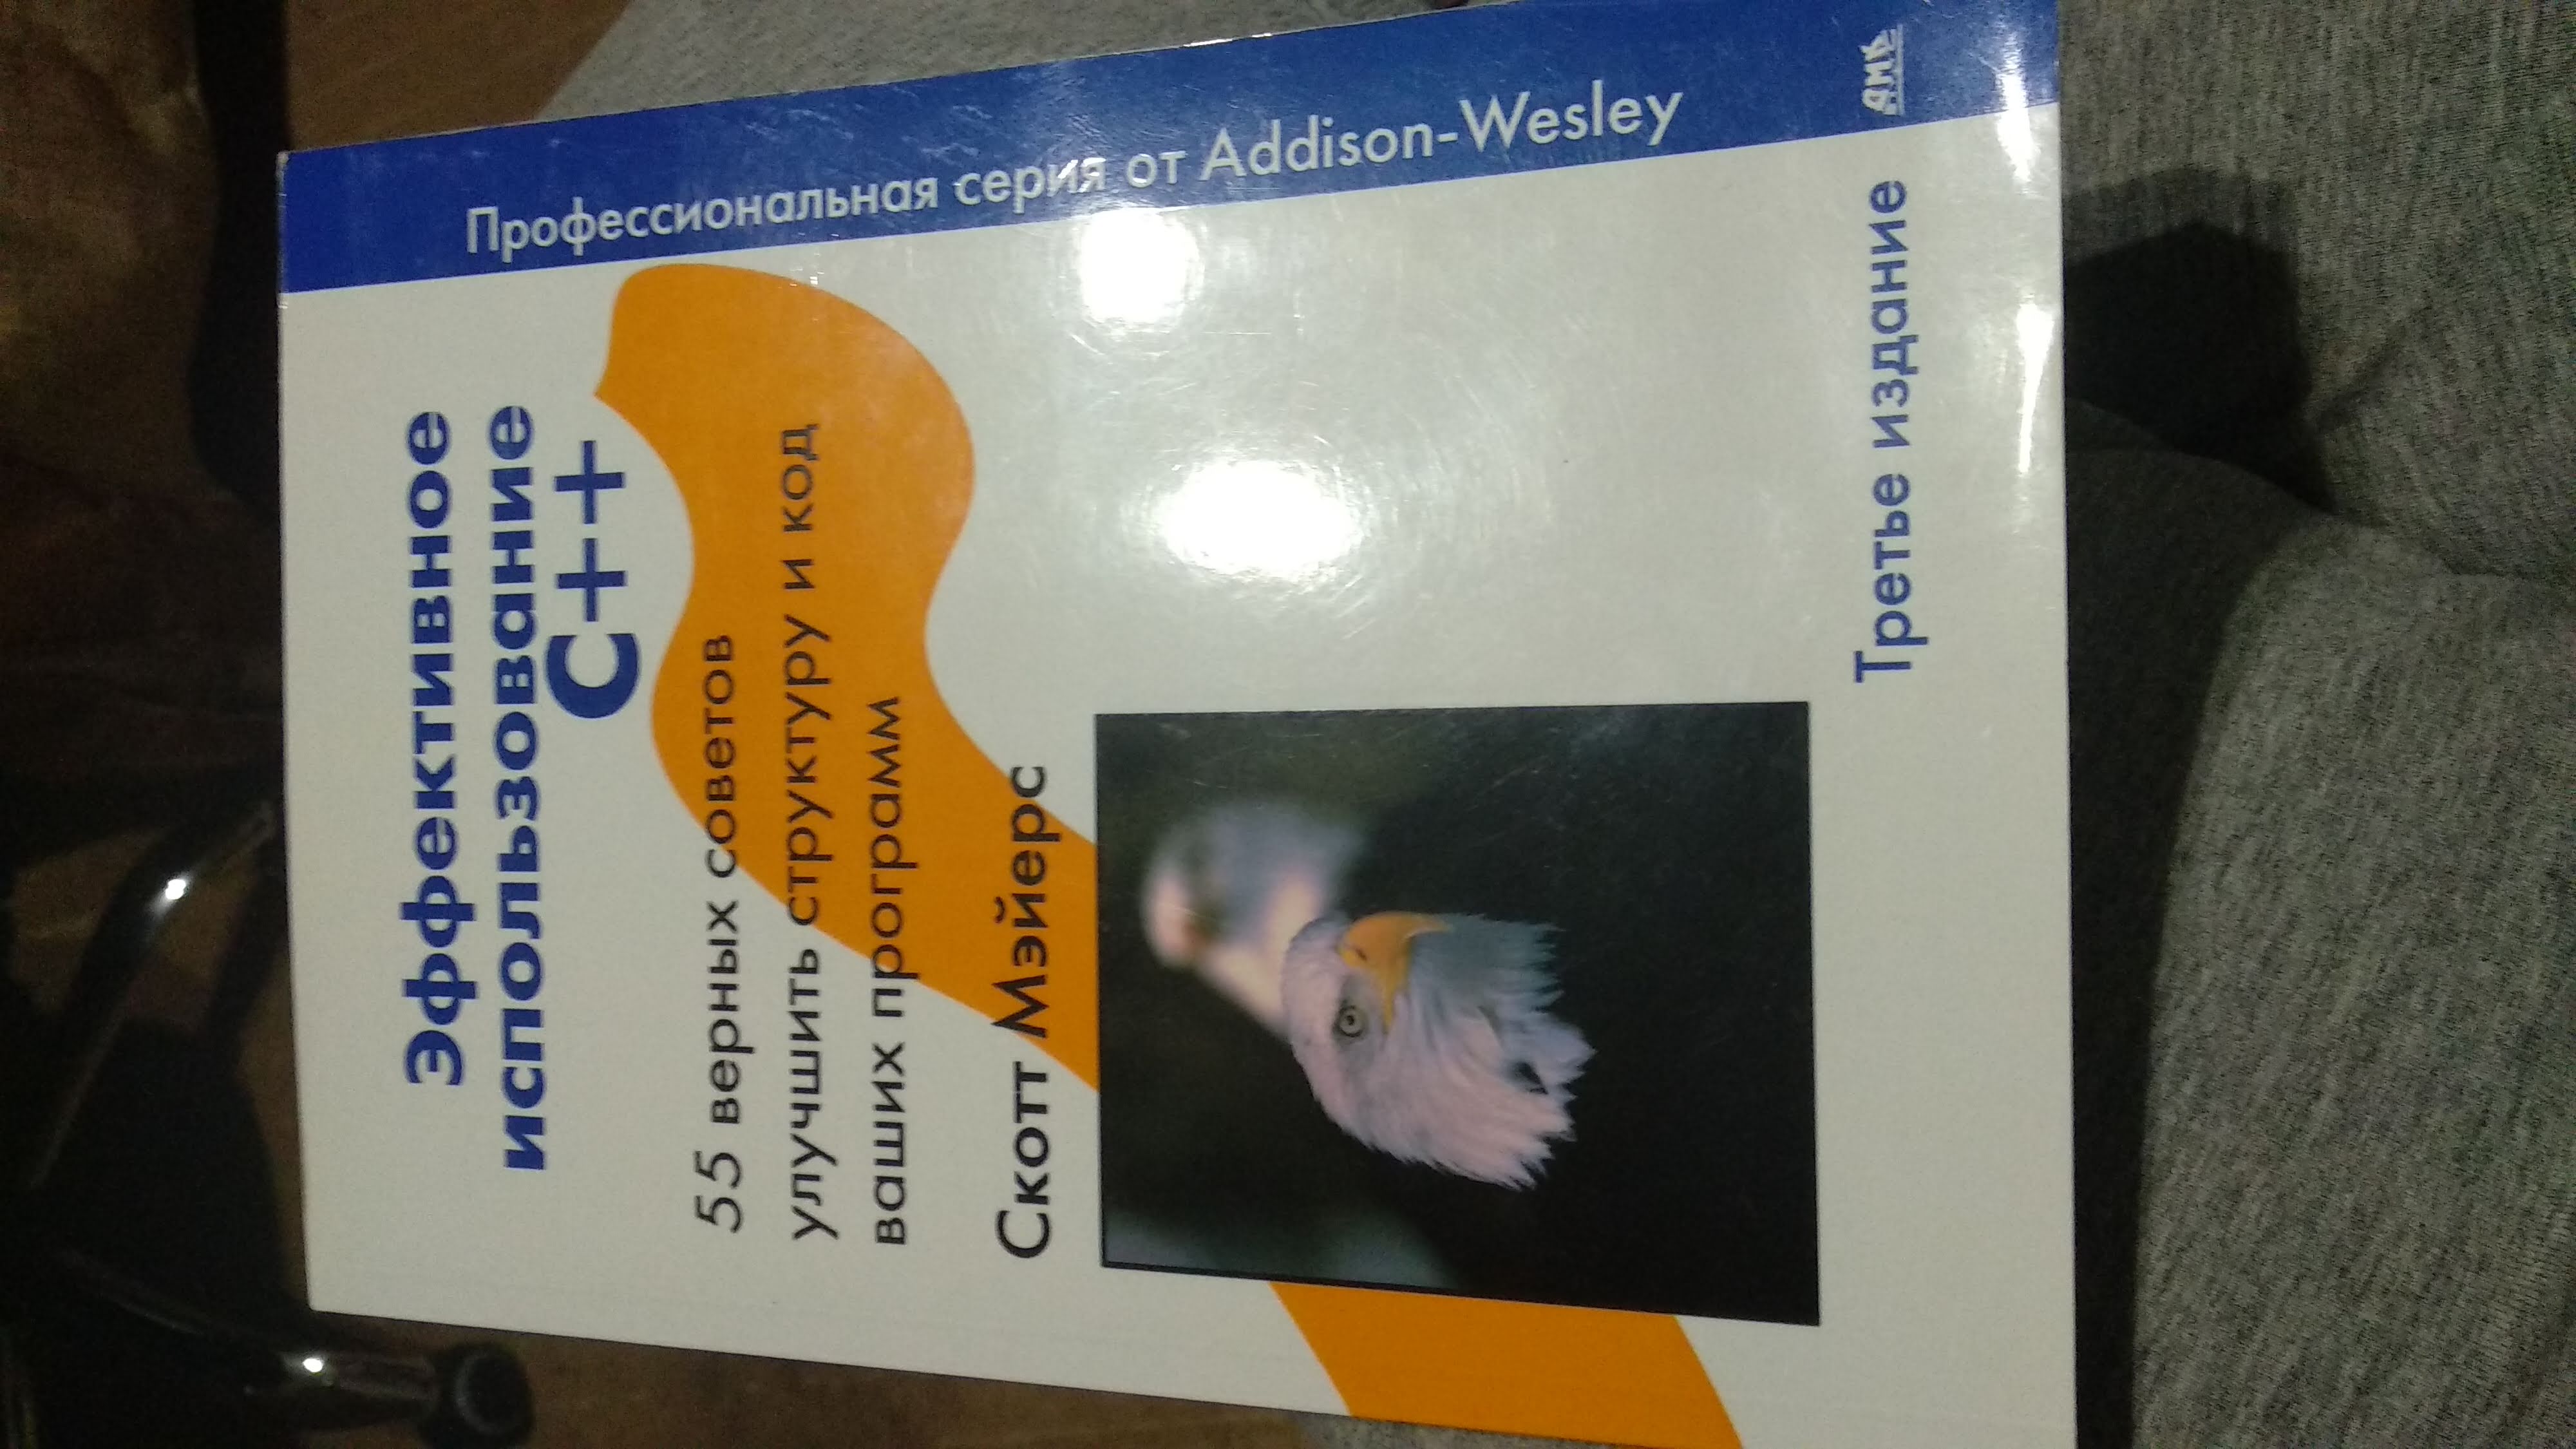 Эффективное
использование
C++
55 верных советов
улучшить структуру и код
ваших программ
Скотт Мэйерс
Третье издание
Профессиональная серия от Addison-Wesley
ДМК